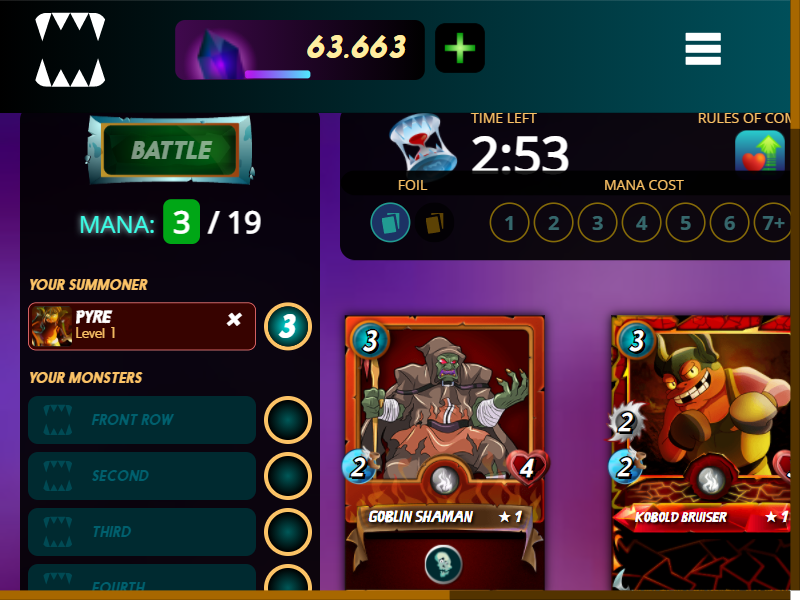 63.663
BATTLE
MANA: 3 / 19
YOUR SUMMONER
PYRE
Level 1
3
YOUR MONSTERS
FRONT ROW
SECOND
THIRD
FOURTH
TIME LEFT
2:53
RULES OF COM
FOIL
MANA COST
1 2 3 4 5 6 7+
3
2
4
GOBLIN SHAMAN ★ 1
3
2
2
KOBOLD BRUISER ★ 1